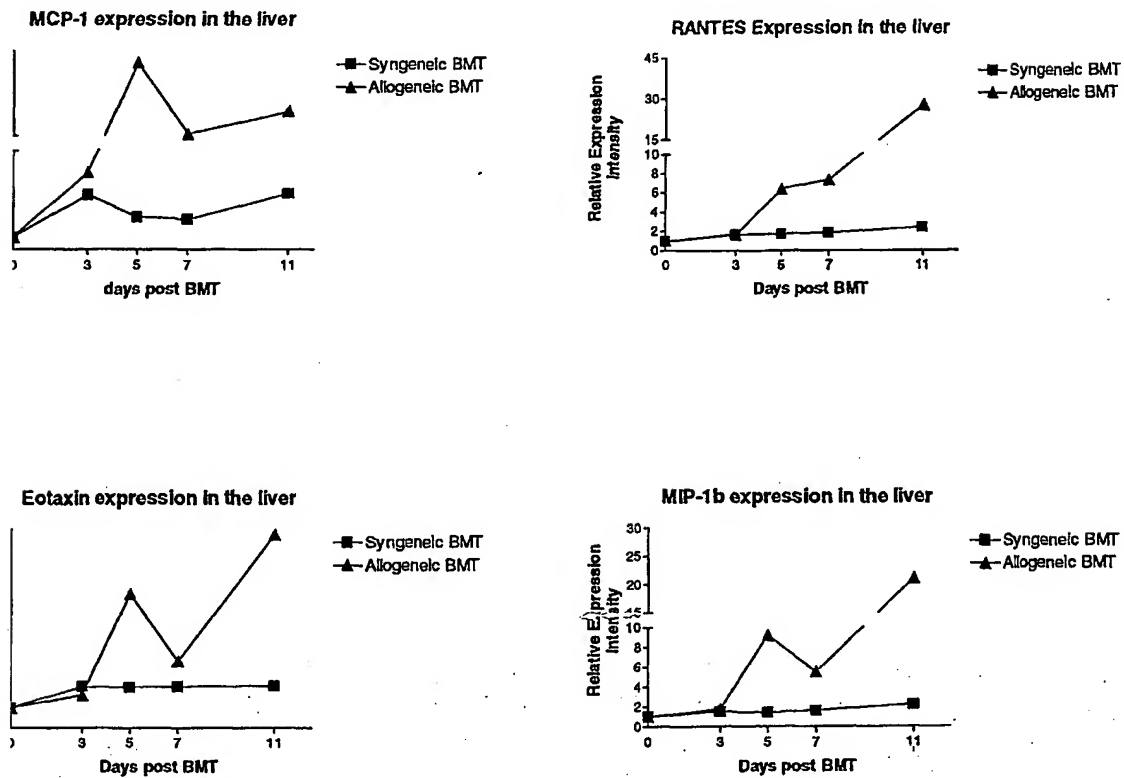 MCP-1 expression in the liver
Syngeneic BMT
Allogeneic BMT
0 3 5 7 11
days post BMT
RANTES Expression in the liver
Relative Expression
Intensity
45
30
15
10
8
6
4
2
0
Syngeneic BMT
Allogeneic BMT
0 3 5 7 11
Days post BMT
Eotaxin expression in the liver
Syngeneic BMT
Allogeneic BMT
0 3 5 7 11
Days post BMT
MIP-1b expression in the liver
Relative Expression
Intensity
30
25
20
15
10
8
6
4
2
0
Syngeneic BMT
Allogeneic BMT
0 3 5 7 11
Days post BMT